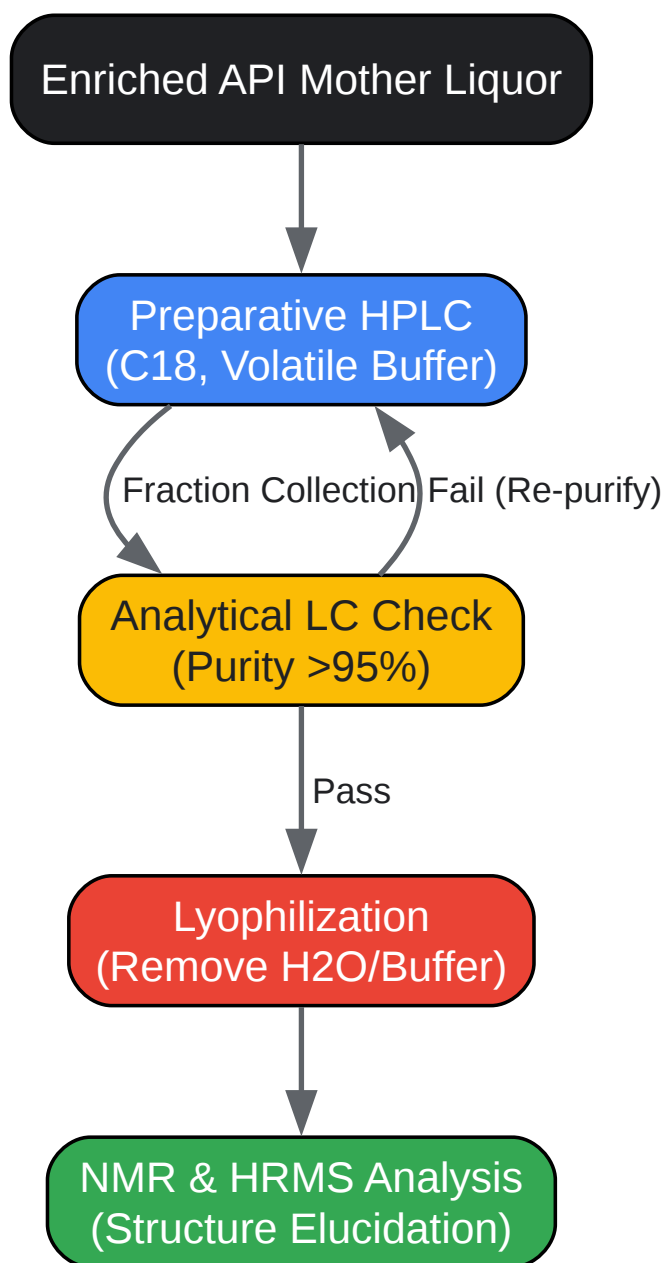 Enriched API Mother Liquor
Preparative HPLC
(C18, Volatile Buffer)
Fraction Collection
Fail (Re-purify)
Analytical LC Check
(Purity >95%)
Pass
Lyophilization
(Remove H2O/Buffer)
NMR & HRMS Analysis
(Structure Elucidation)